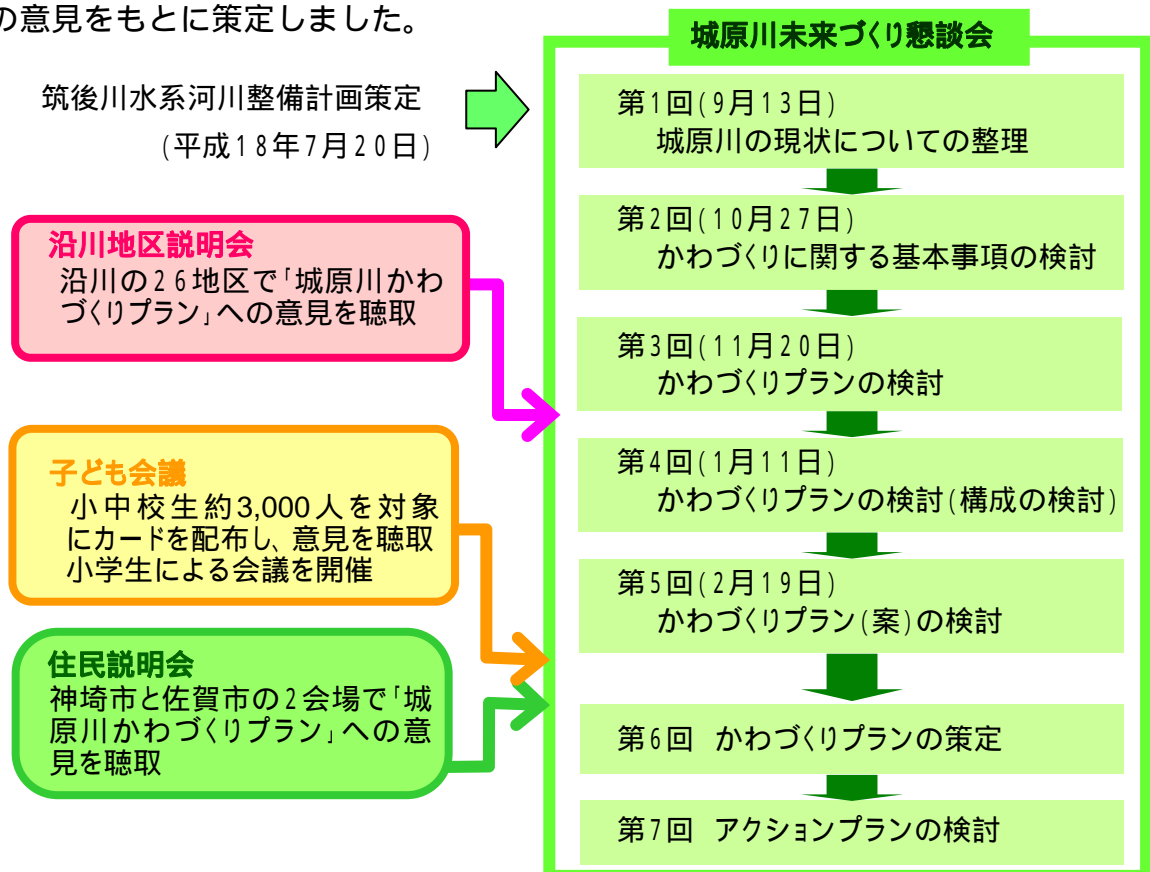 の意見をもとに策定しました。
筑後川水系河川整備計画策定
(平成18年7月20日)
沿川地区説明会
沿川の26地区で｢城原川かわ
づくりプラン｣への意見を聴取
子ども会議
小中校生約3,000人を対象
にカードを配布し、意見を聴取
小学生による会議を開催
住民説明会
神埼市と佐賀市の2会場で｢城
原川かわづくりプラン｣への意
見を聴取
城原川未来づくり懇談会
第1回(9月13日)
城原川の現状についての整理
第2回(10月27日)
かわづくりに関する基本事項の検討
第3回(11月20日)
かわづくりプランの検討
第4回(1月11日)
かわづくりプランの検討(構成の検討)
第5回(2月19日)
かわづくりプラン(案)の検討
第6回 かわづくりプランの策定
第7回 アクションプランの検討